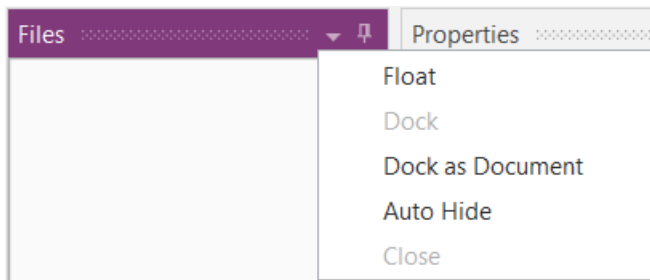 Files
Properties
Float
Dock
Dock as Document
Auto Hide
Close